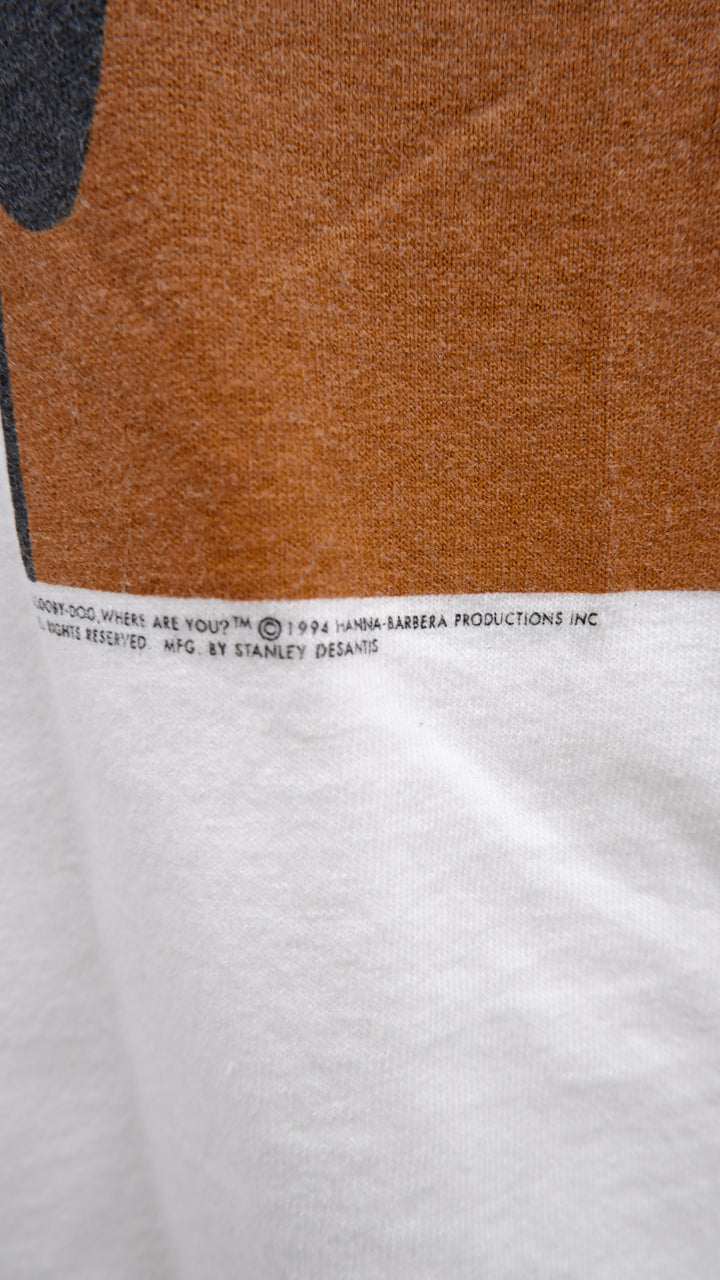 OOBY-DOO, WHERE ARE YOU?™ © 1994 HANNA-BARBERA PRODUCTIONS INC
RIGHTS RESERVED. MFG. BY STANLEY DESANTIS